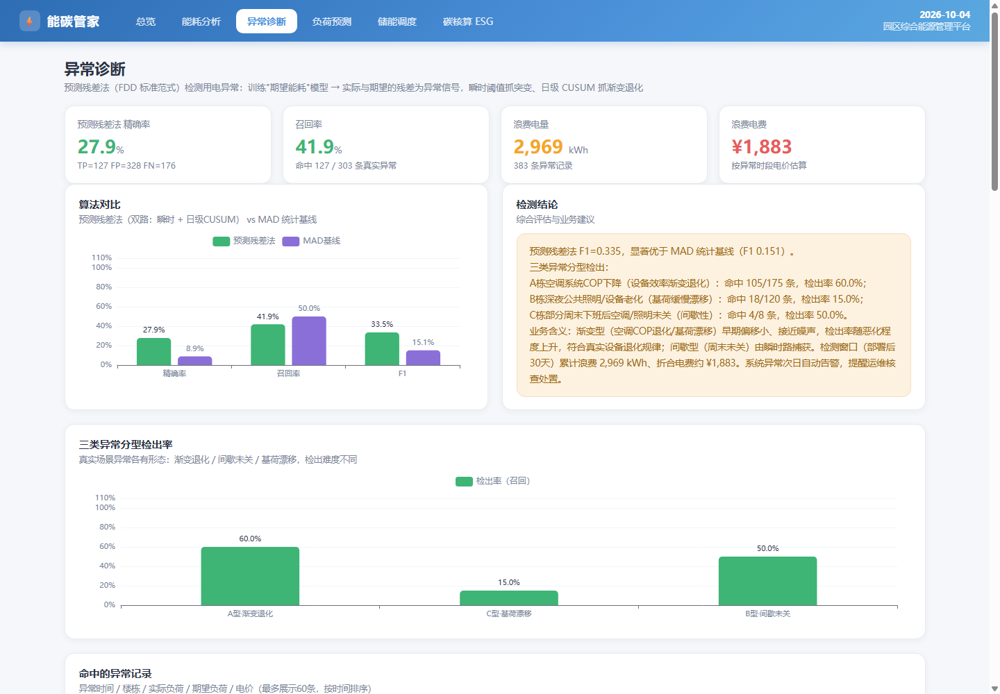 能碳管家
总览
能耗分析
异常诊断
负荷预测
储能调度
碳核算 ESG
2026-10-04
园区综合能源管理平台
异常诊断
预测残差法（FDD 标准范式）检测用电异常：训练"期望能耗"模型 → 实际与期望的残差为异常信号，瞬时阈值抓突变、日级 CUSUM 抓渐变退化
预测残差法 精确率
27.9%
TP=127 FP=328 FN=176
召回率
41.9%
命中 127 / 303 条真实异常
浪费电量
2,969 kWh
383 条异常记录
浪费电费
¥1,883
按异常时段电价估算
算法对比
预测残差法（双路：瞬时 + 日级CUSUM） vs MAD 统计基线
预测残差法
MAD基线
110%
100%
80%
60%
40%
20%
0%
27.9%
8.9%
41.9%
50.0%
33.5%
15.1%
精确率
召回率
F1
检测结论
综合评估与业务建议
预测残差法 F1=0.335，显著优于 MAD 统计基线（F1 0.151）。
三类异常分型检出：
A栋空调系统COP下降（设备效率渐变退化）：命中 105/175 条，检出率 60.0%；
B栋深夜公共照明/设备老化（基荷缓慢漂移）：命中 18/120 条，检出率 15.0%；
C栋部分周末下班后空调/照明未关（间歇性）：命中 4/8 条，检出率 50.0%。
业务含义：渐变型（空调COP退化/基荷漂移）早期偏移小、接近噪声，检出率随恶化程
度上升，符合真实设备退化规律；间歇型（周末未关）由瞬时路捕获。检测窗口（部署后
30天）累计浪费 2,969 kWh、折合电费约 ¥1,883。系统异常次日自动告警，提醒运维核
查处置。
三类异常分型检出率
真实场景异常各有形态：渐变退化 / 间歇未关 / 基荷漂移，检出难度不同
检出率（召回）
110%
100%
80%
60%
40%
20%
0%
60.0%
15.0%
50.0%
A型·渐变退化
C型·基荷漂移
B型·间歇未关
命中的异常记录
异常时间 / 楼栋 / 实际负荷 / 期望负荷 / 电价（最多展示60条，按时间排序）